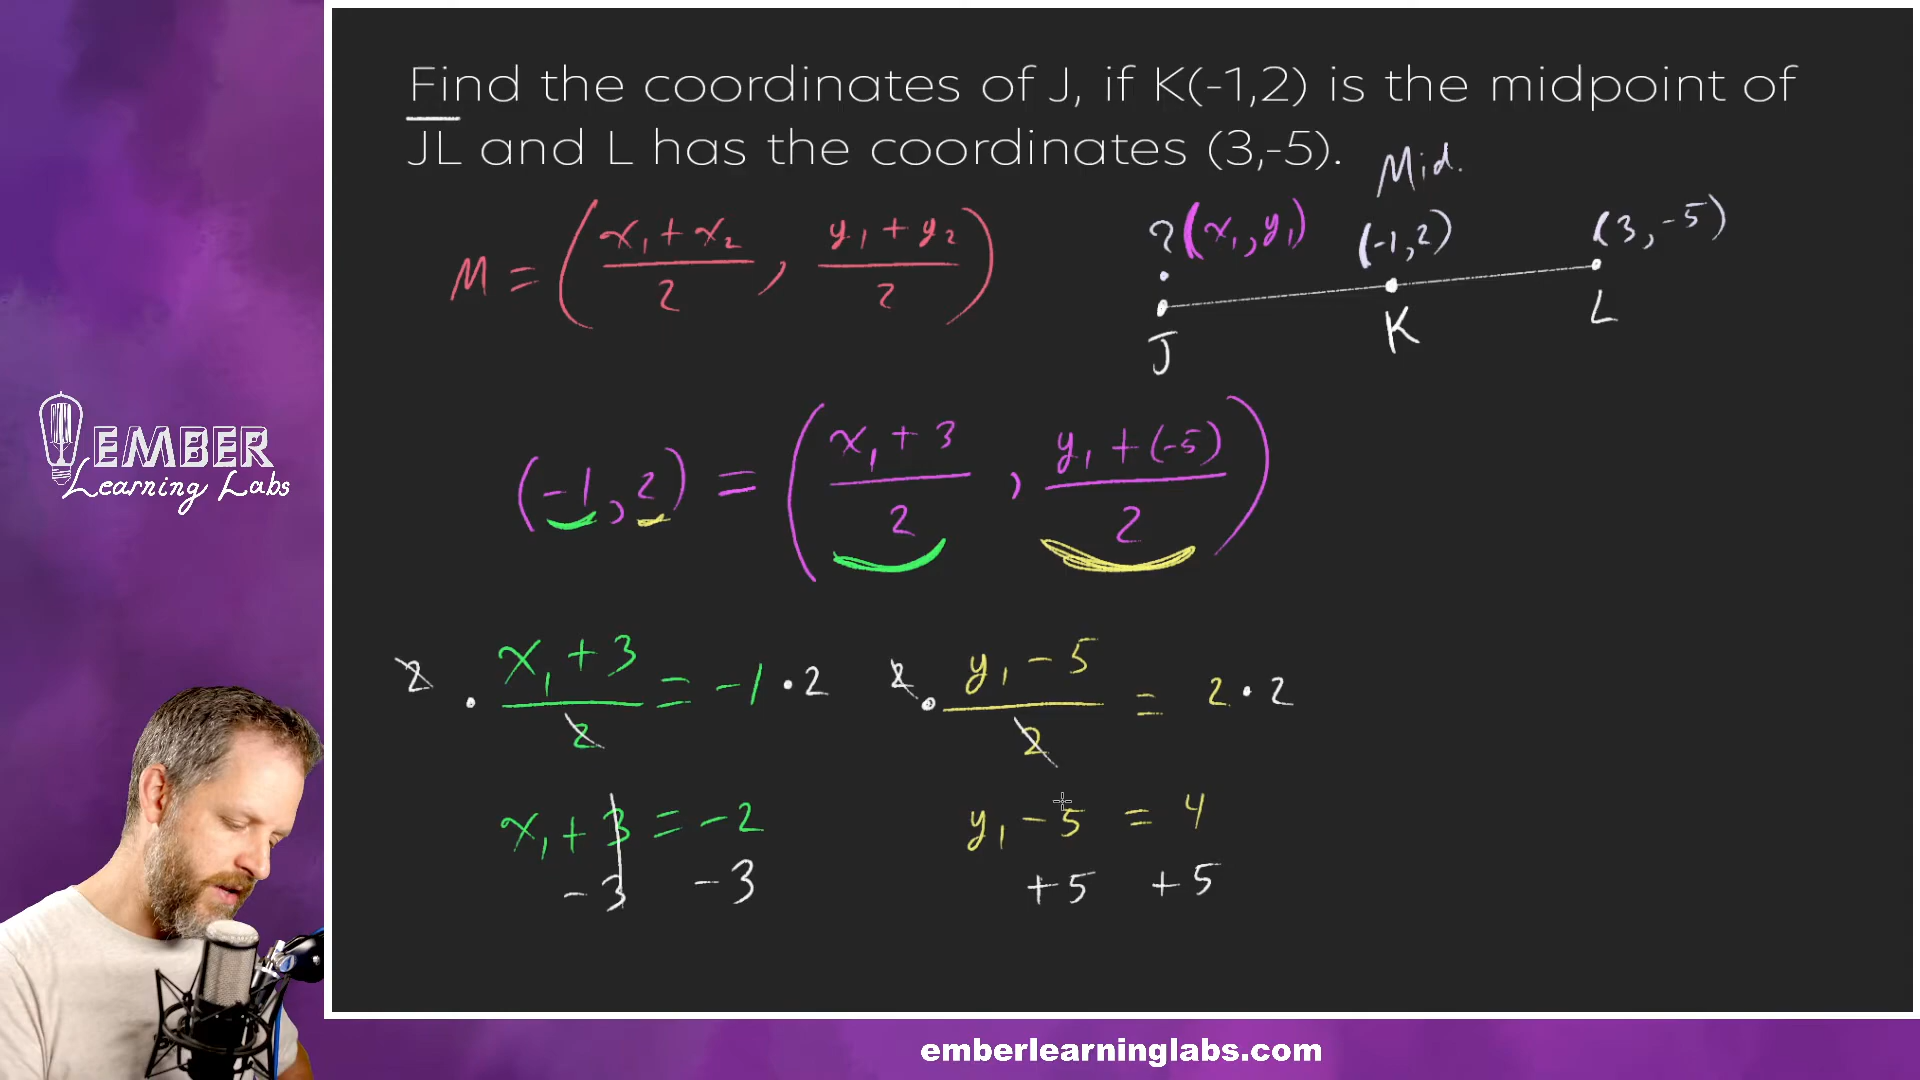 Find the coordinates of J, if K(-1,2) is the midpoint of
JL and L has the coordinates (3,-5).
Mid.
M = (x₁ + x₂ / 2 , y₁ + y₂ / 2)
? (x₁, y₁) (-1,2) (3, -5)
J K L
(-1, 2) = (x₁ + 3 / 2 , y₁ + (-5) / 2)
2 · x₁ + 3 / 2 = -1 · 2
2 · y₁ - 5 / 2 = 2 · 2
x₁ + 3 = -2
-3 -3
y₁ - 5 = 4
+5 +5
EMBER
Learning Labs
emberlearninglabs.com